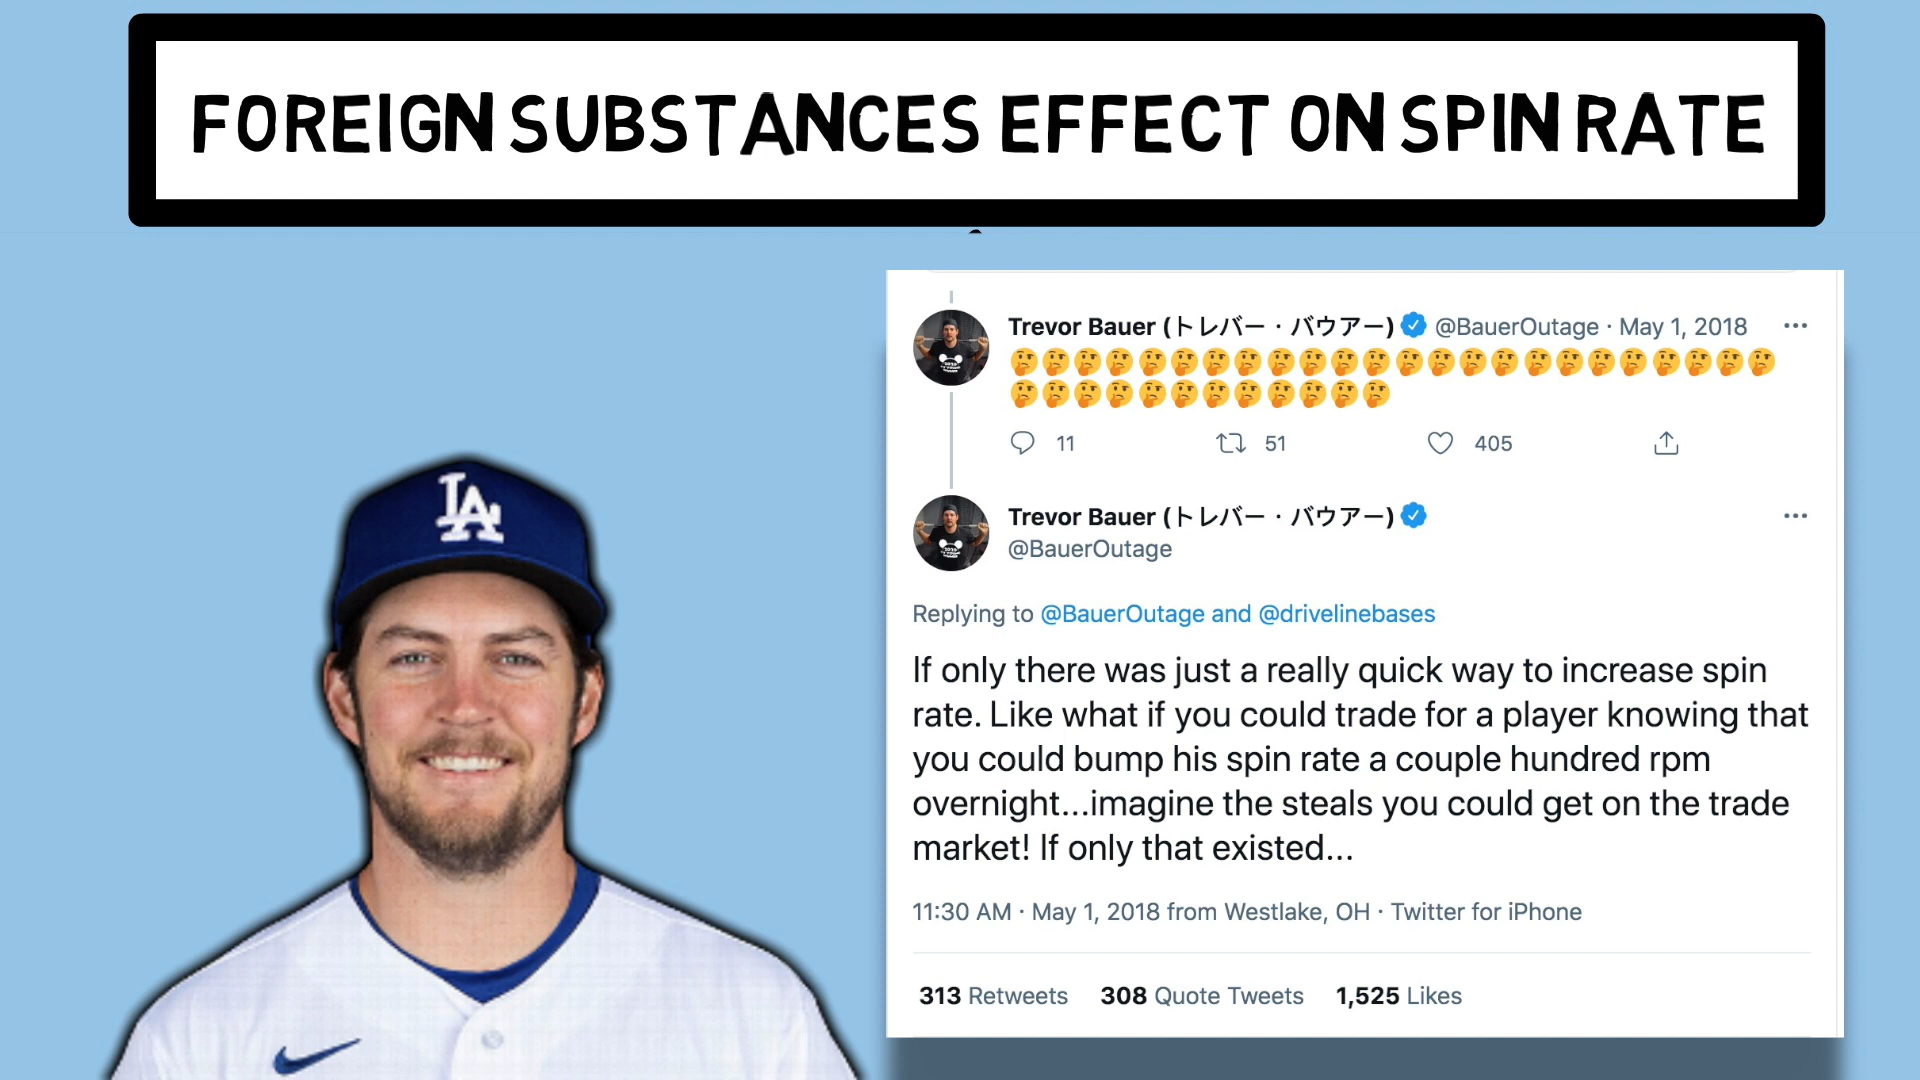 FOREIGN SUBSTANCES EFFECT ON SPIN RATE
LA
Trevor Bauer (トレバー・バウアー) @BauerOutage · May 1, 2018
🤔🤔🤔🤔🤔🤔🤔🤔🤔🤔🤔🤔🤔🤔🤔🤔🤔🤔🤔🤔🤔🤔🤔🤔
🤔🤔🤔🤔🤔🤔🤔🤔🤔🤔🤔🤔
11 51 405
Trevor Bauer (トレバー・バウアー)
@BauerOutage
Replying to @BauerOutage and @drivelinebases
If only there was just a really quick way to increase spin
rate. Like what if you could trade for a player knowing that
you could bump his spin rate a couple hundred rpm
overnight...imagine the steals you could get on the trade
market! If only that existed...
11:30 AM · May 1, 2018 from Westlake, OH · Twitter for iPhone
313 Retweets 308 Quote Tweets 1,525 Likes